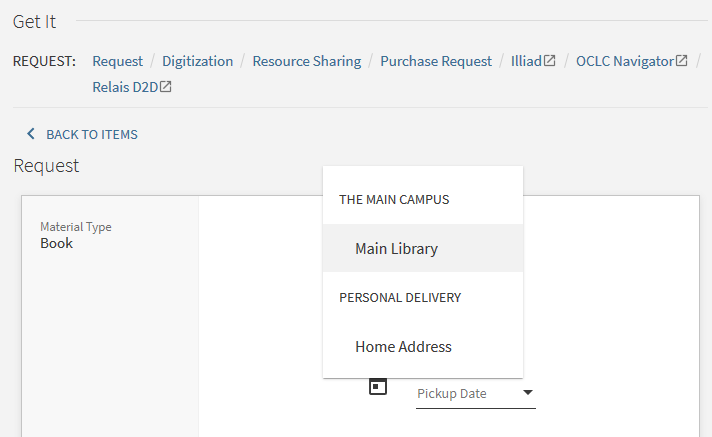 Get It
REQUEST: Request / Digitization / Resource Sharing / Purchase Request / Illiad / OCLC Navigator /
Relais D2D
BACK TO ITEMS
Request
THE MAIN CAMPUS
Material Type
Book
Main Library
PERSONAL DELIVERY
Home Address
Pickup Date